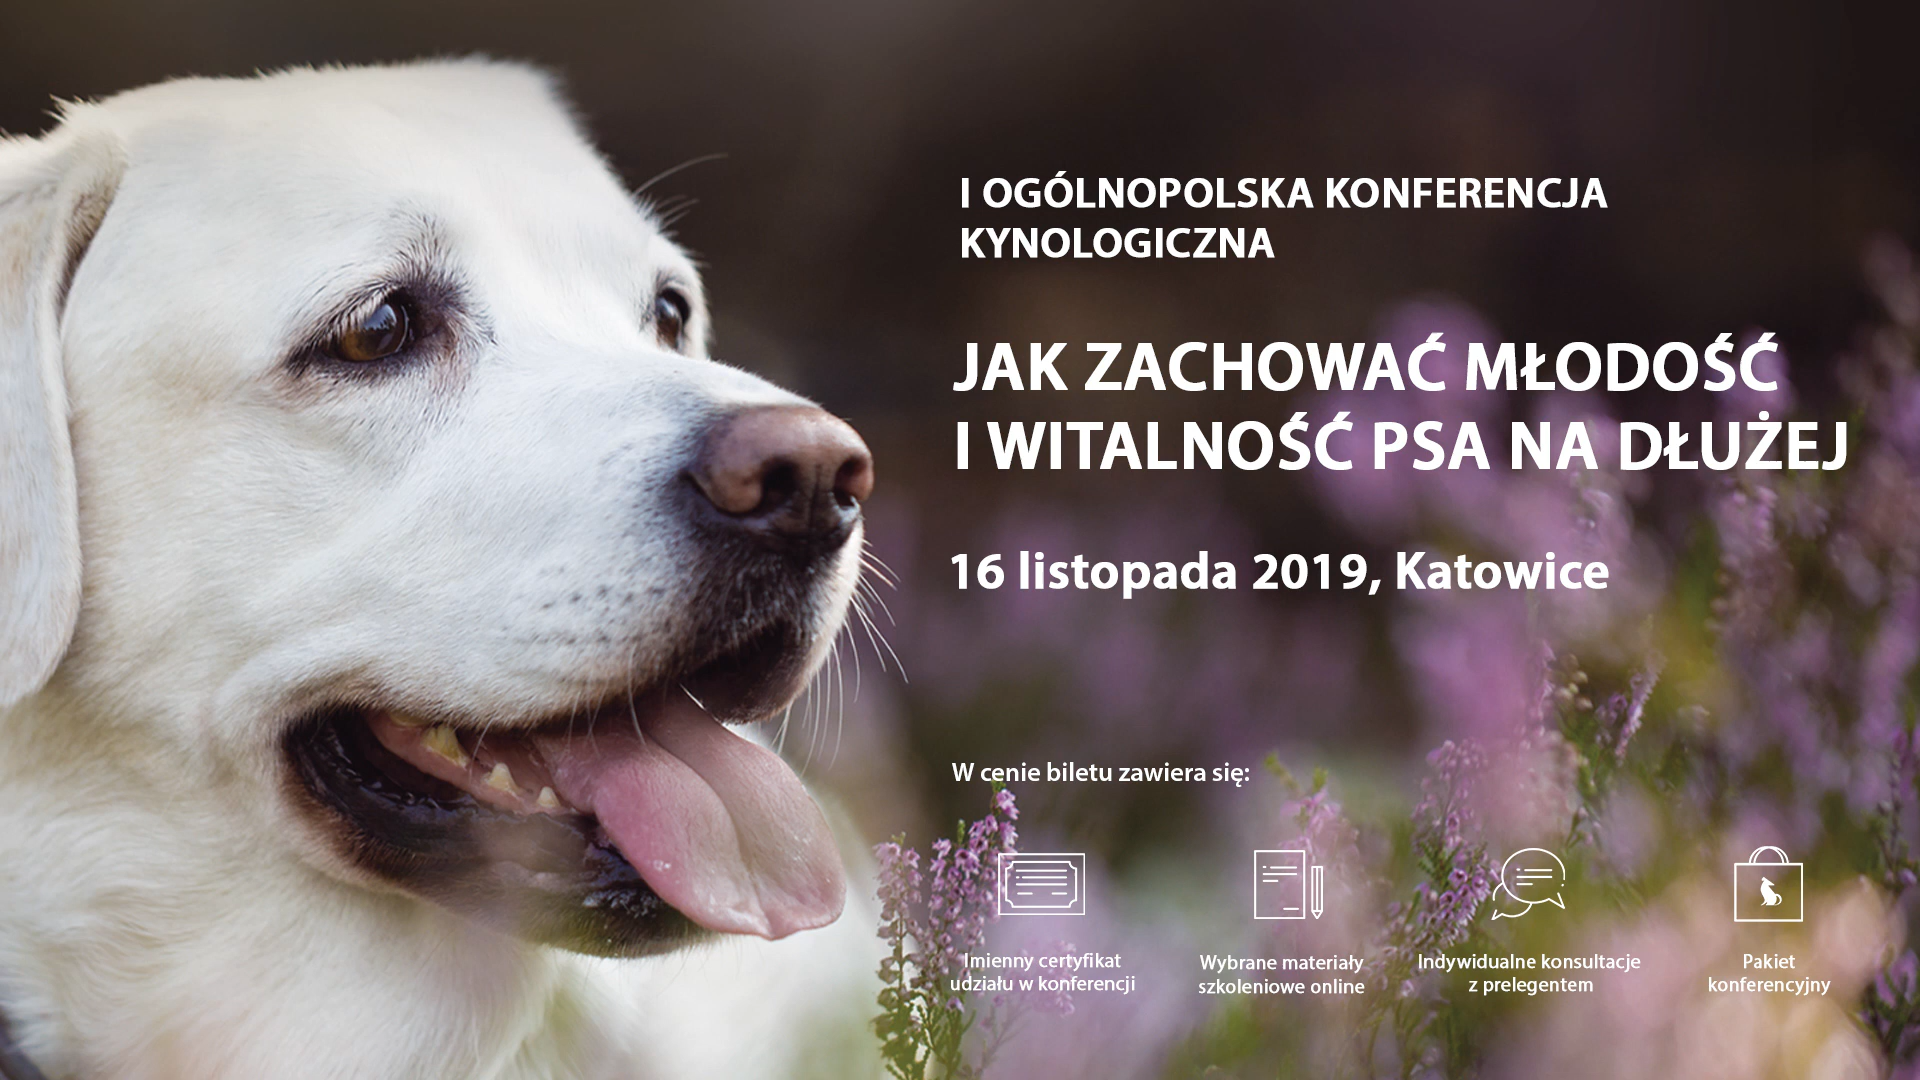 I OGÓLNOPOLSKA KONFERENCJA
KYNOLOGICZNA
JAK ZACHOWAĆ MŁODOŚĆ
I WITALNOŚĆ PSA NA DŁUŻEJ
16 listopada 2019, Katowice
W cenie biletu zawiera się:
Imienny certyfikat
udziału w konferencji
Wybrane materiały
szkoleniowe online
Indywidualne konsultacje
z prelegentem
Pakiet
konferencyjny